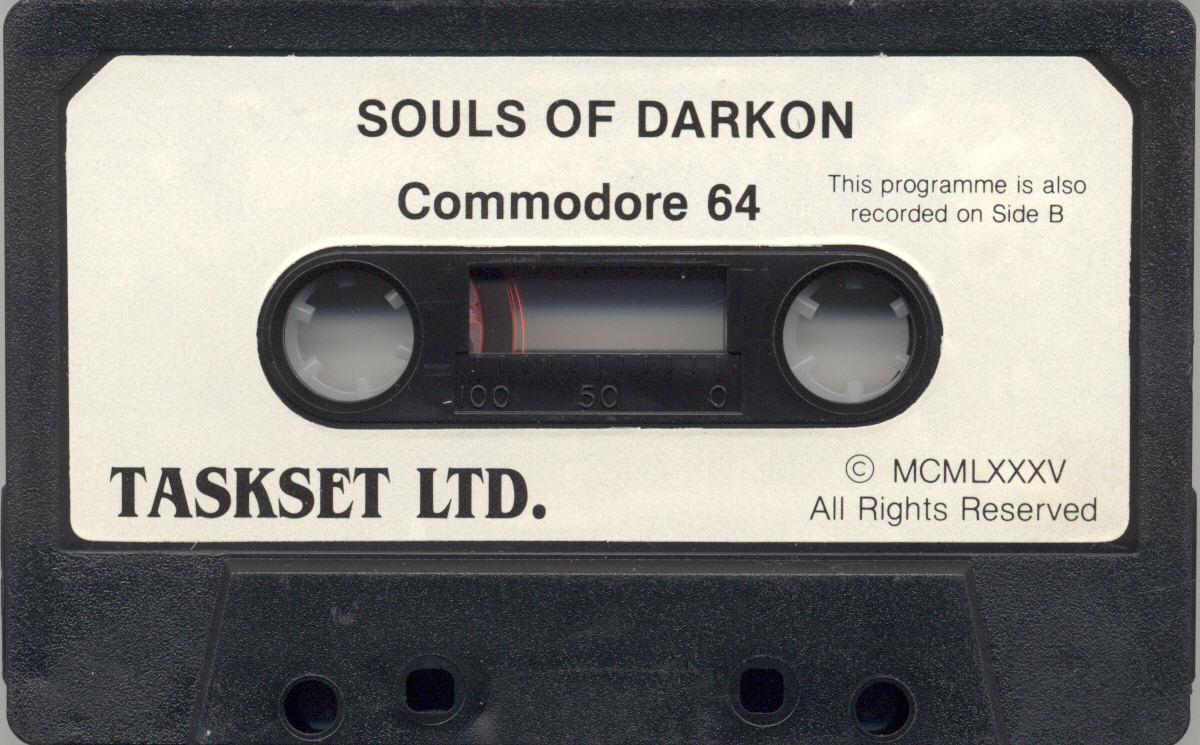 SOULS OF DARKON
Commodore 64
This programme is also
recorded on Side B
100 50 0
TASKSET LTD.
© MCMLXXXV
All Rights Reserved